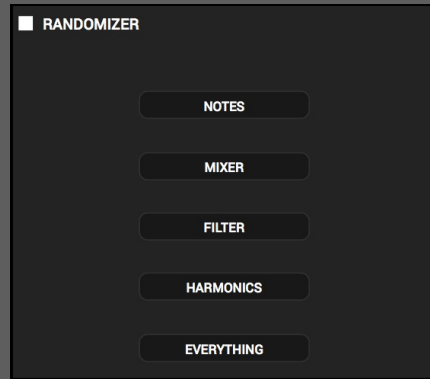 RANDOMIZER
NOTES
MIXER
FILTER
HARMONICS
EVERYTHING